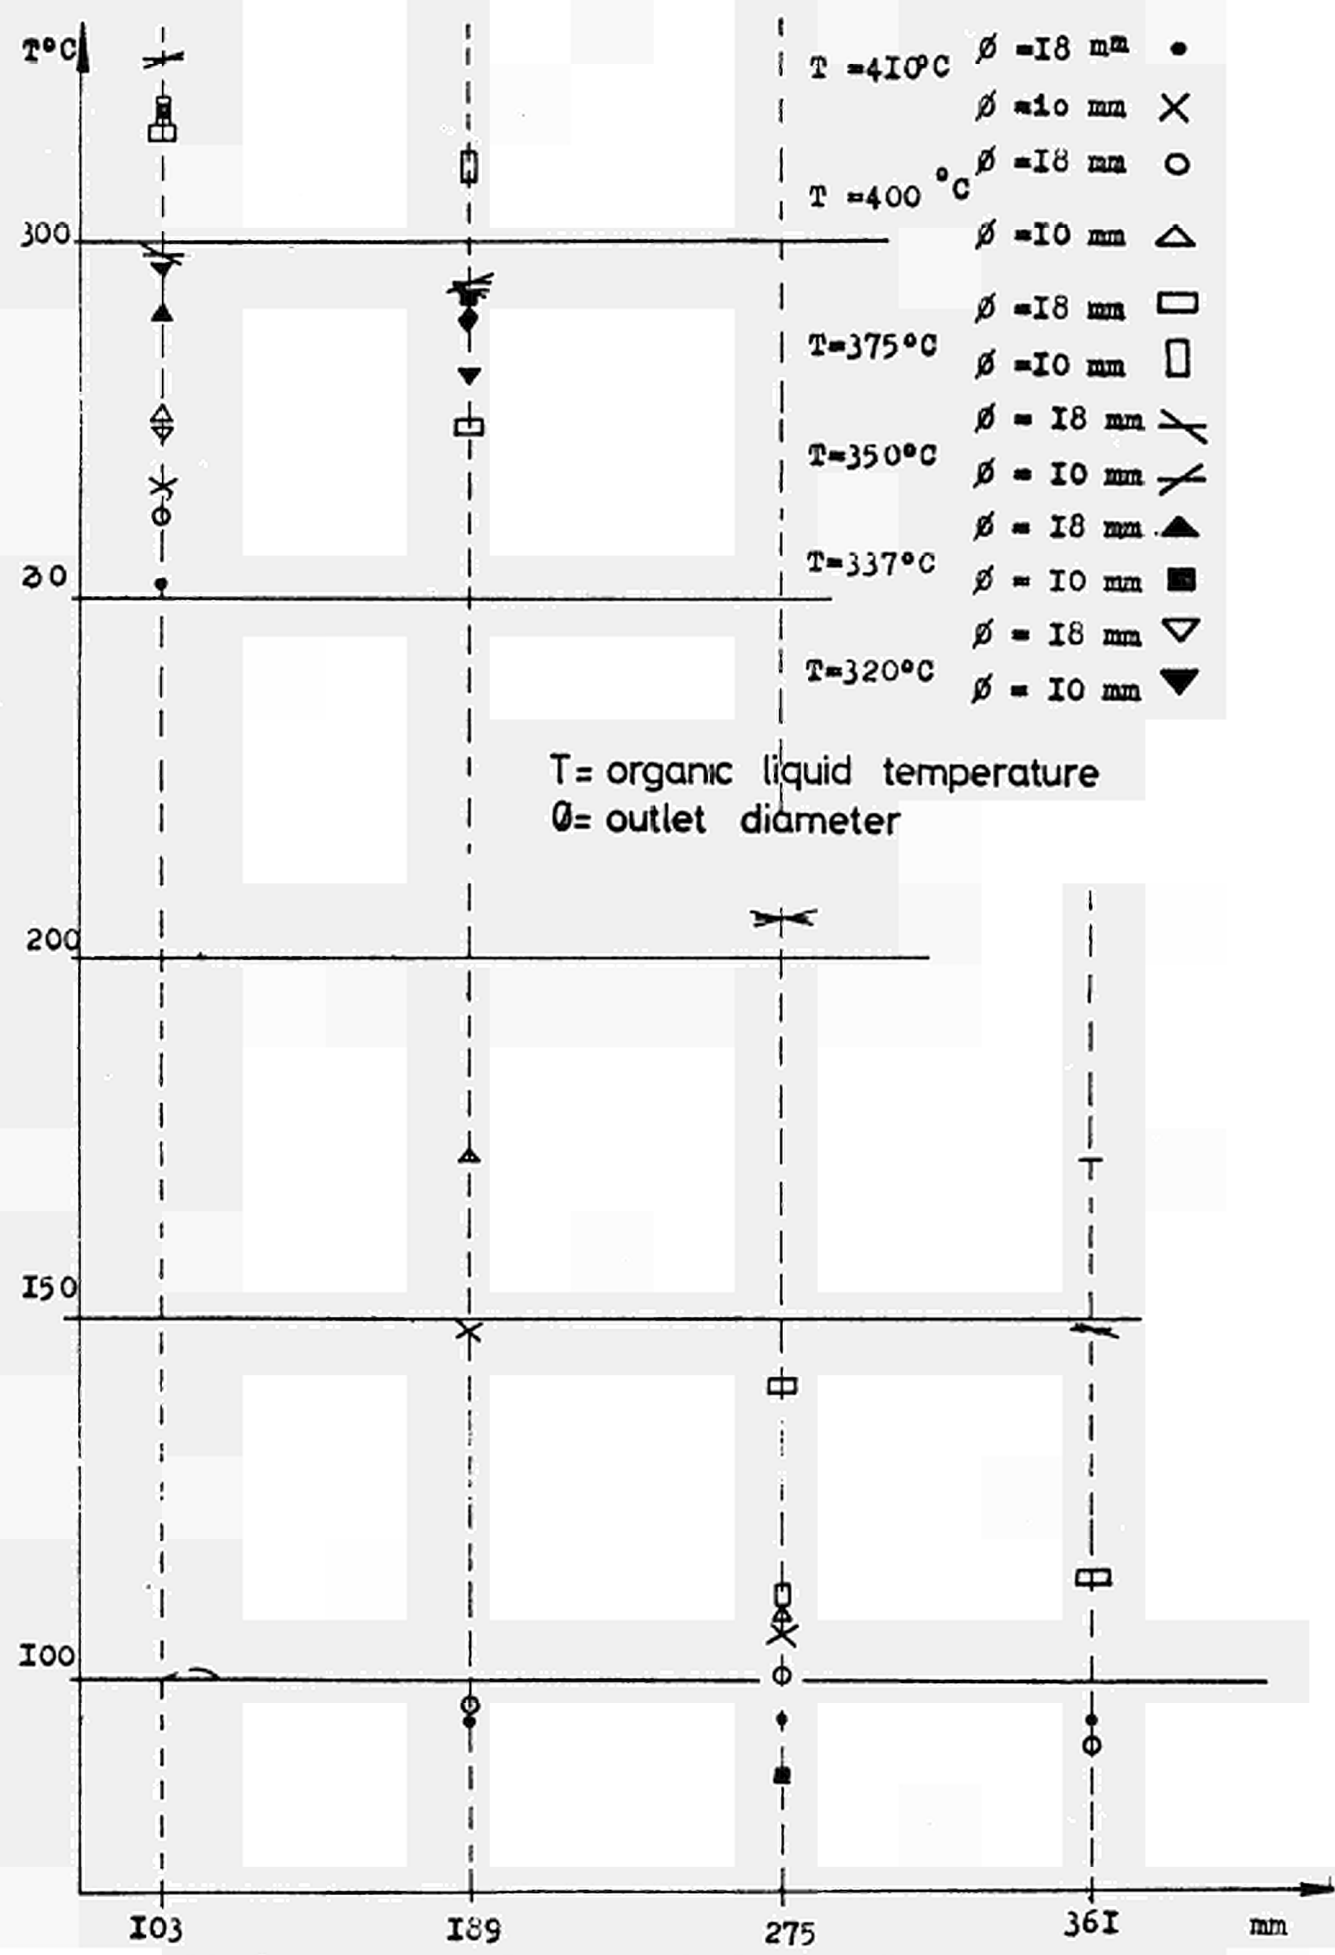 T°C
T =4I0°C
Ø =I8 mm
Ø =10 mm
T =400 °C
Ø =I8 mm
Ø =I0 mm
T=375°C
Ø =I8 mm
Ø =I0 mm
T=350°C
Ø = I8 mm
Ø = I0 mm
T=337°C
Ø = I8 mm
Ø = I0 mm
T=320°C
Ø = I8 mm
Ø = I0 mm
T= organic liquid temperature
Ø= outlet diameter
300
200
I50
I00
I03 I89 275 36I mm